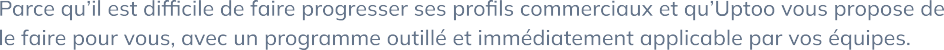 Parce qu’il est difficile de faire progresser ses profils commerciaux et qu’Uptoo vous propose de
le faire pour vous, avec un programme outillé et immédiatement applicable par vos équipes.